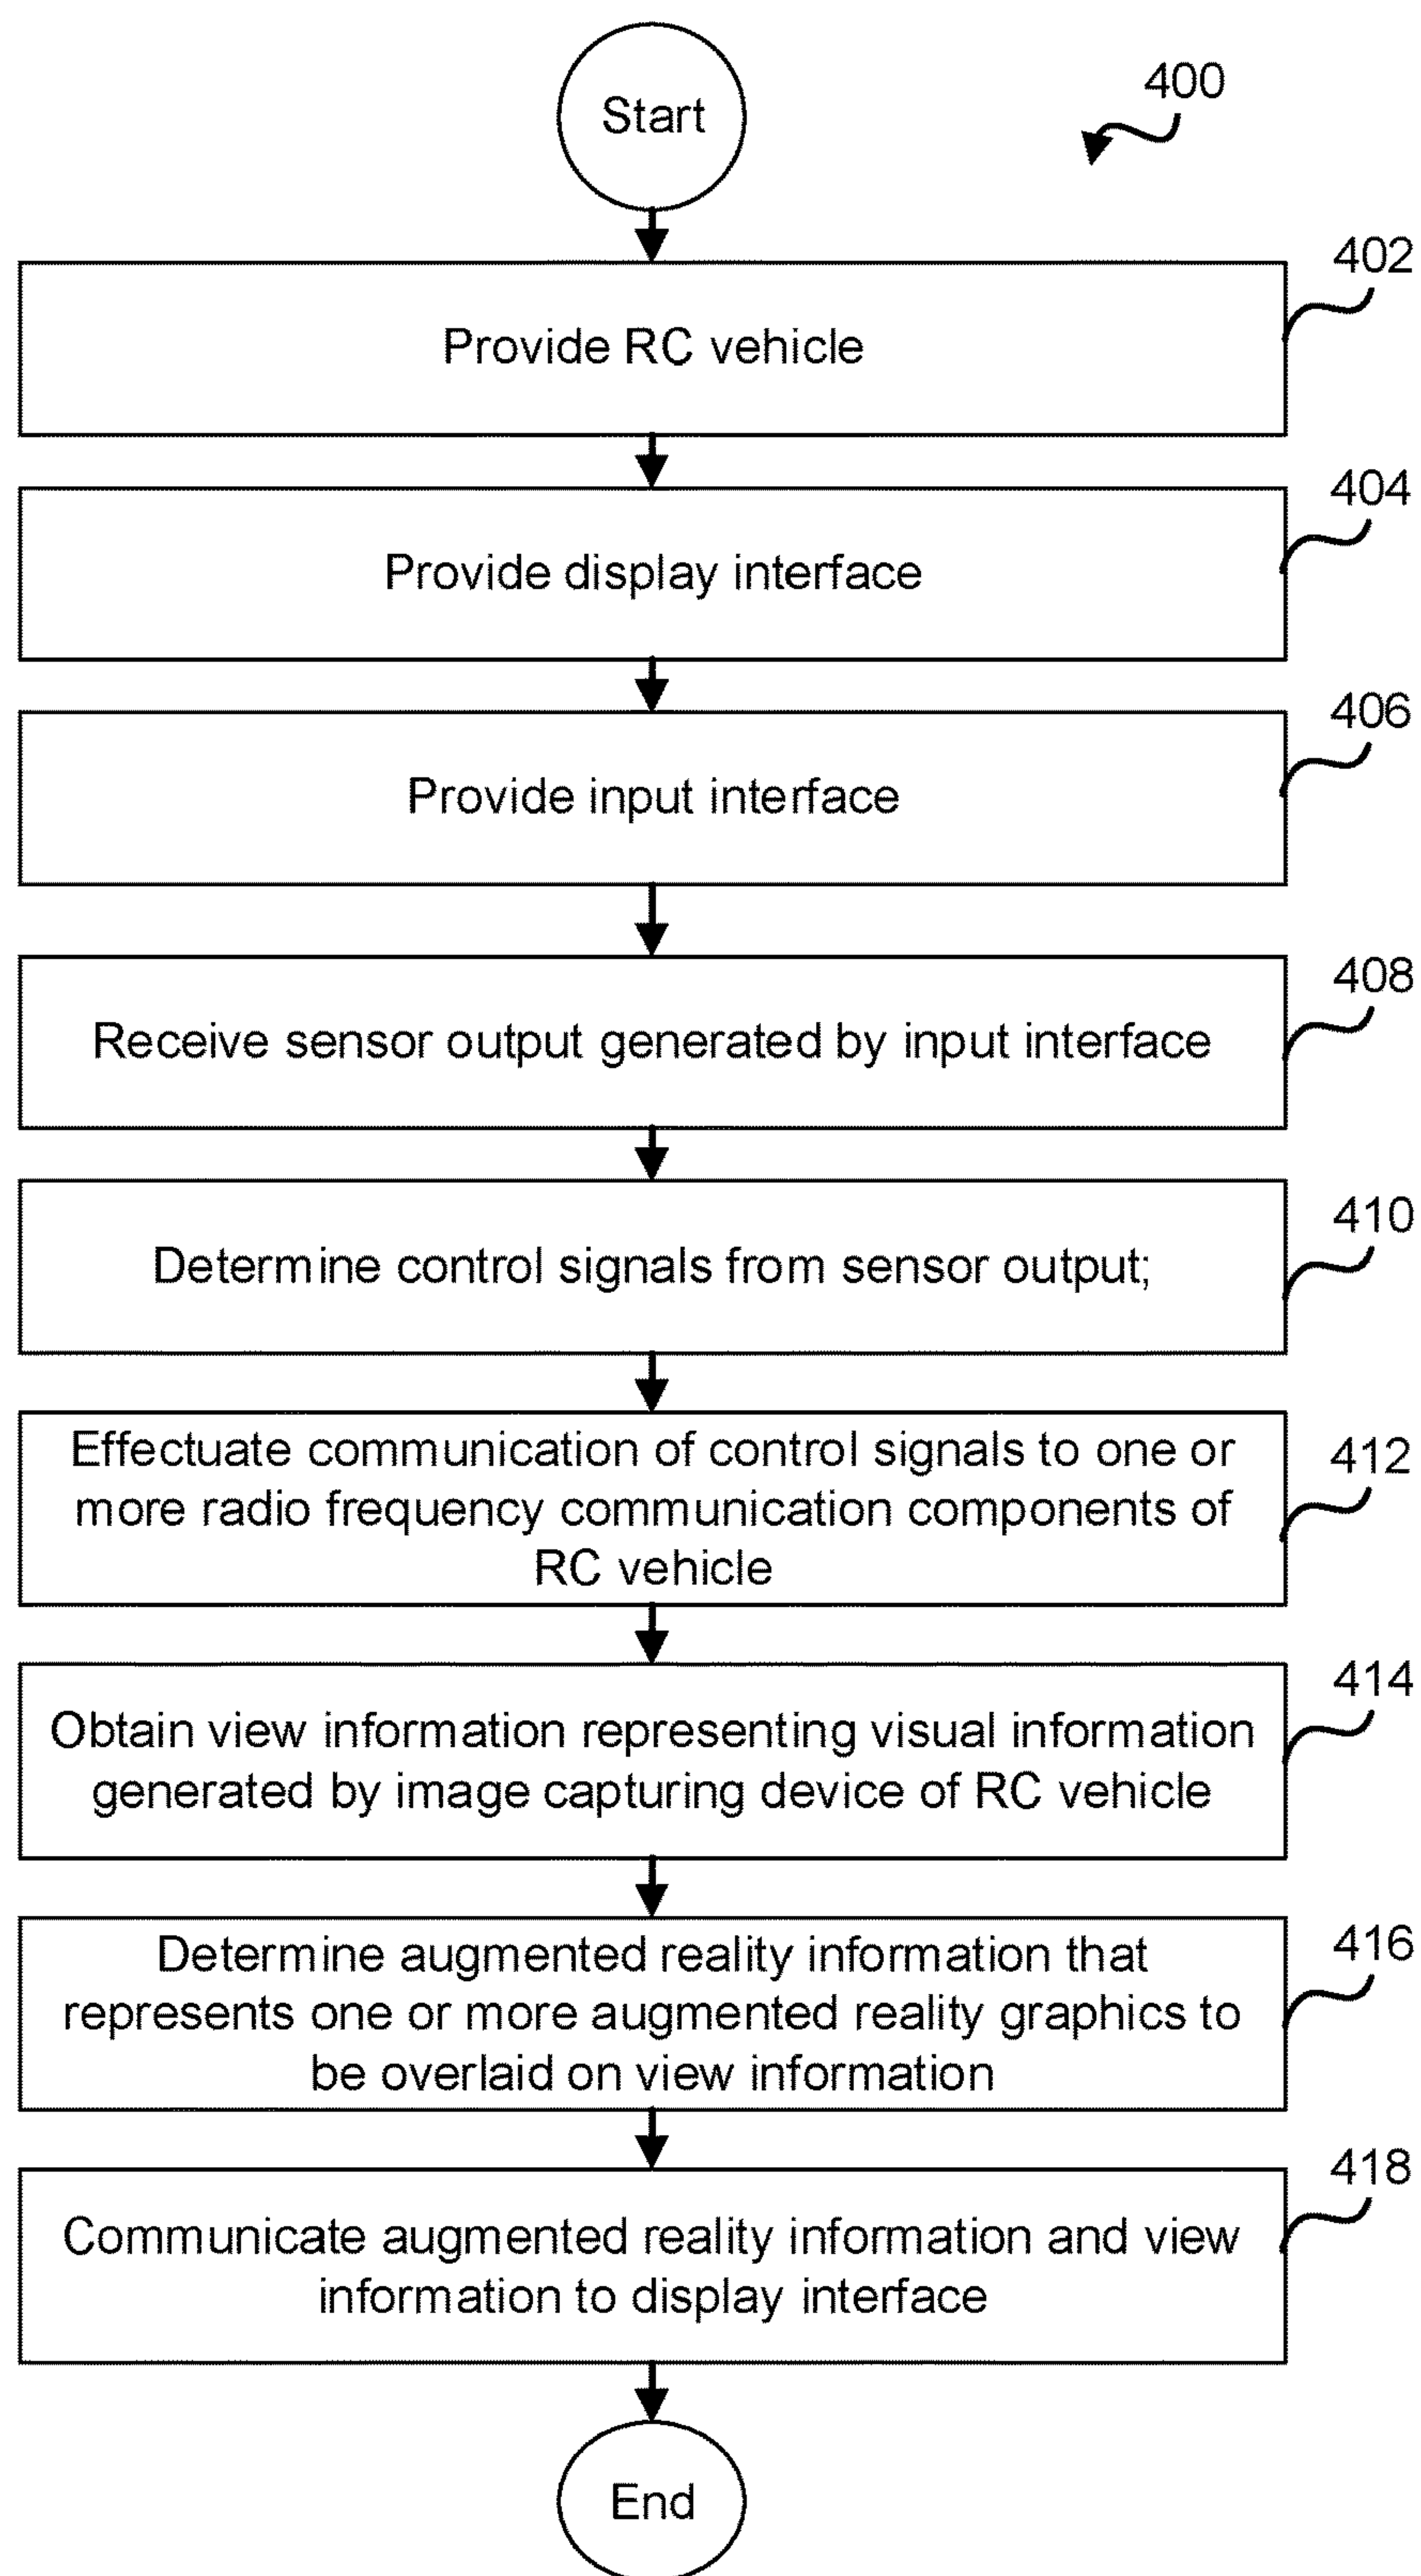 Start
400
402
Provide RC vehicle
404
Provide display interface
406
Provide input interface
408
Receive sensor output generated by input interface
410
Determine control signals from sensor output;
412
Effectuate communication of control signals to one or
more radio frequency communication components of
RC vehicle
414
Obtain view information representing visual information
generated by image capturing device of RC vehicle
416
Determine augmented reality information that
represents one or more augmented reality graphics to
be overlaid on view information
418
Communicate augmented reality information and view
information to display interface
End